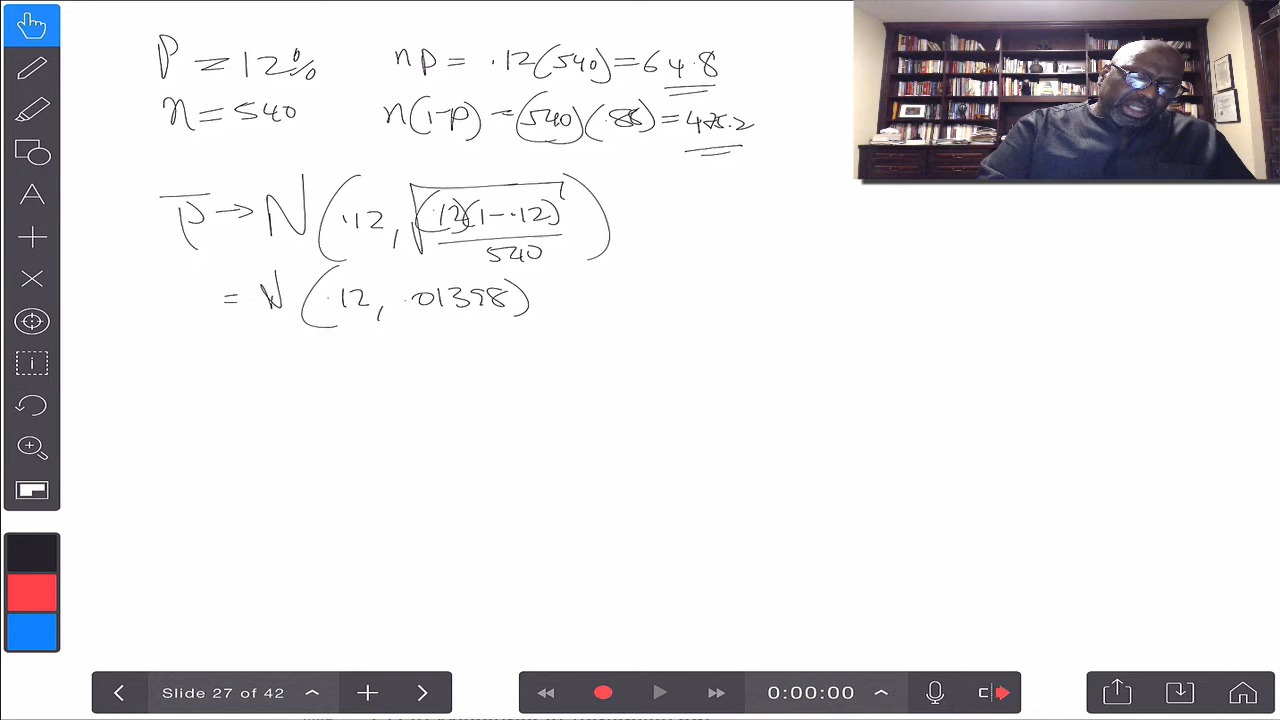 P = 12%
np = .12(540) = 64.8
n = 540
n(1-p) = (540)(.88) = 475.2
p̅ → N(.12, √((.12)(1-.12)/540))
= N(.12, .01398)
A
i
Slide 27 of 42
0:00:00